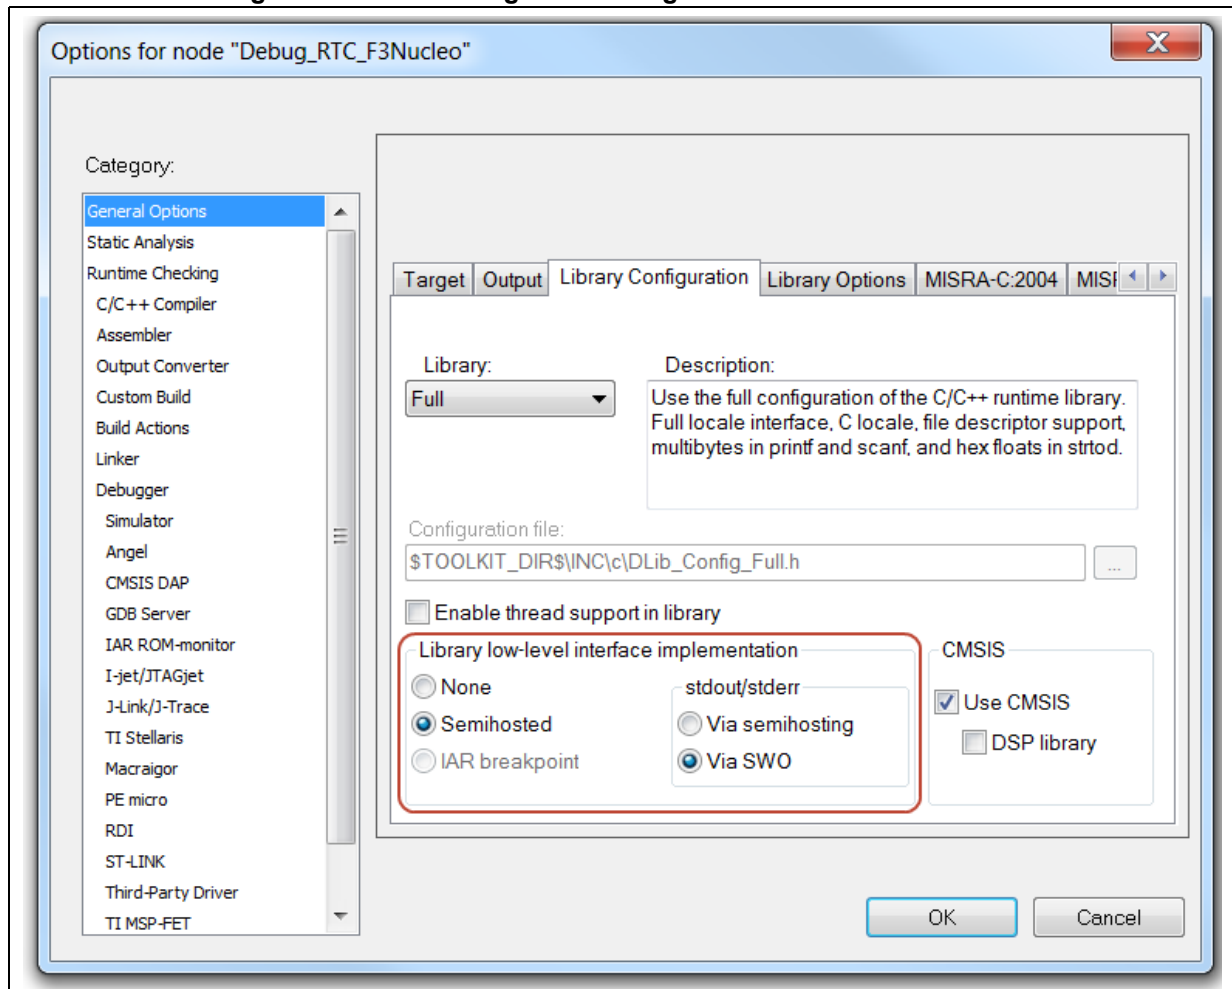 Options for node "Debug_RTC_F3Nucleo"
X
Category:
General Options
Static Analysis
Runtime Checking
C/C++ Compiler
Assembler
Output Converter
Custom Build
Build Actions
Linker
Debugger
Simulator
Angel
CMSIS DAP
GDB Server
IAR ROM-monitor
I-jet/JTAGjet
J-Link/J-Trace
TI Stellaris
Macraigor
PE micro
RDI
ST-LINK
Third-Party Driver
TI MSP-FET
Target Output Library Configuration Library Options MISRA-C:2004
Library:
Full
Description:
Use the full configuration of the C/C++ runtime library.
Full locale interface, C locale, file descriptor support,
multibytes in printf and scanf, and hex floats in strtod.
Configuration file:
$TOOLKIT_DIR$\INC\c\DLib_Config_Full.h
...
Enable thread support in library
Library low-level interface implementation
None
Semihosted
IAR breakpoint
stdout/stderr
Via semihosting
Via SWO
CMSIS
Use CMSIS
DSP library
OK Cancel